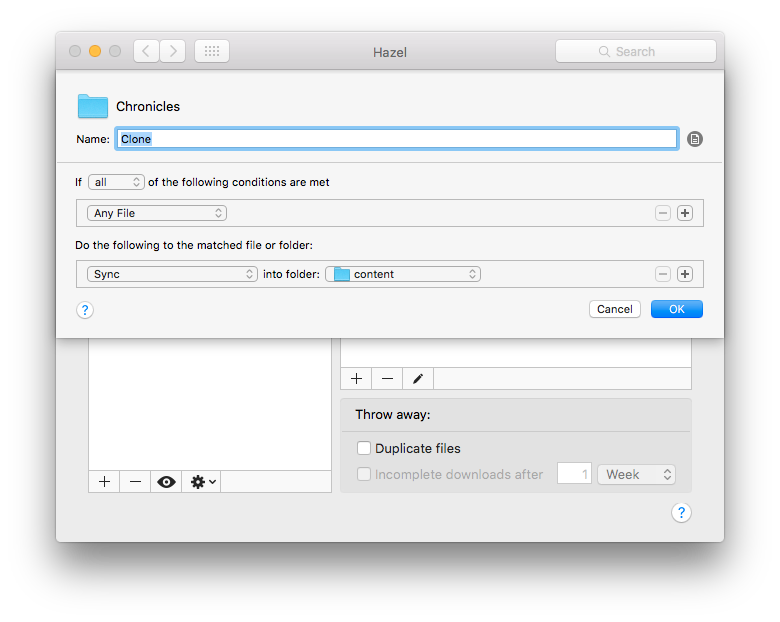 Hazel
Search
Chronicles
Name: Clone
If all of the following conditions are met
Any File
Do the following to the matched file or folder:
Sync into folder: content
? Cancel OK
Throw away:
Duplicate files
Incomplete downloads after 1 Week
?